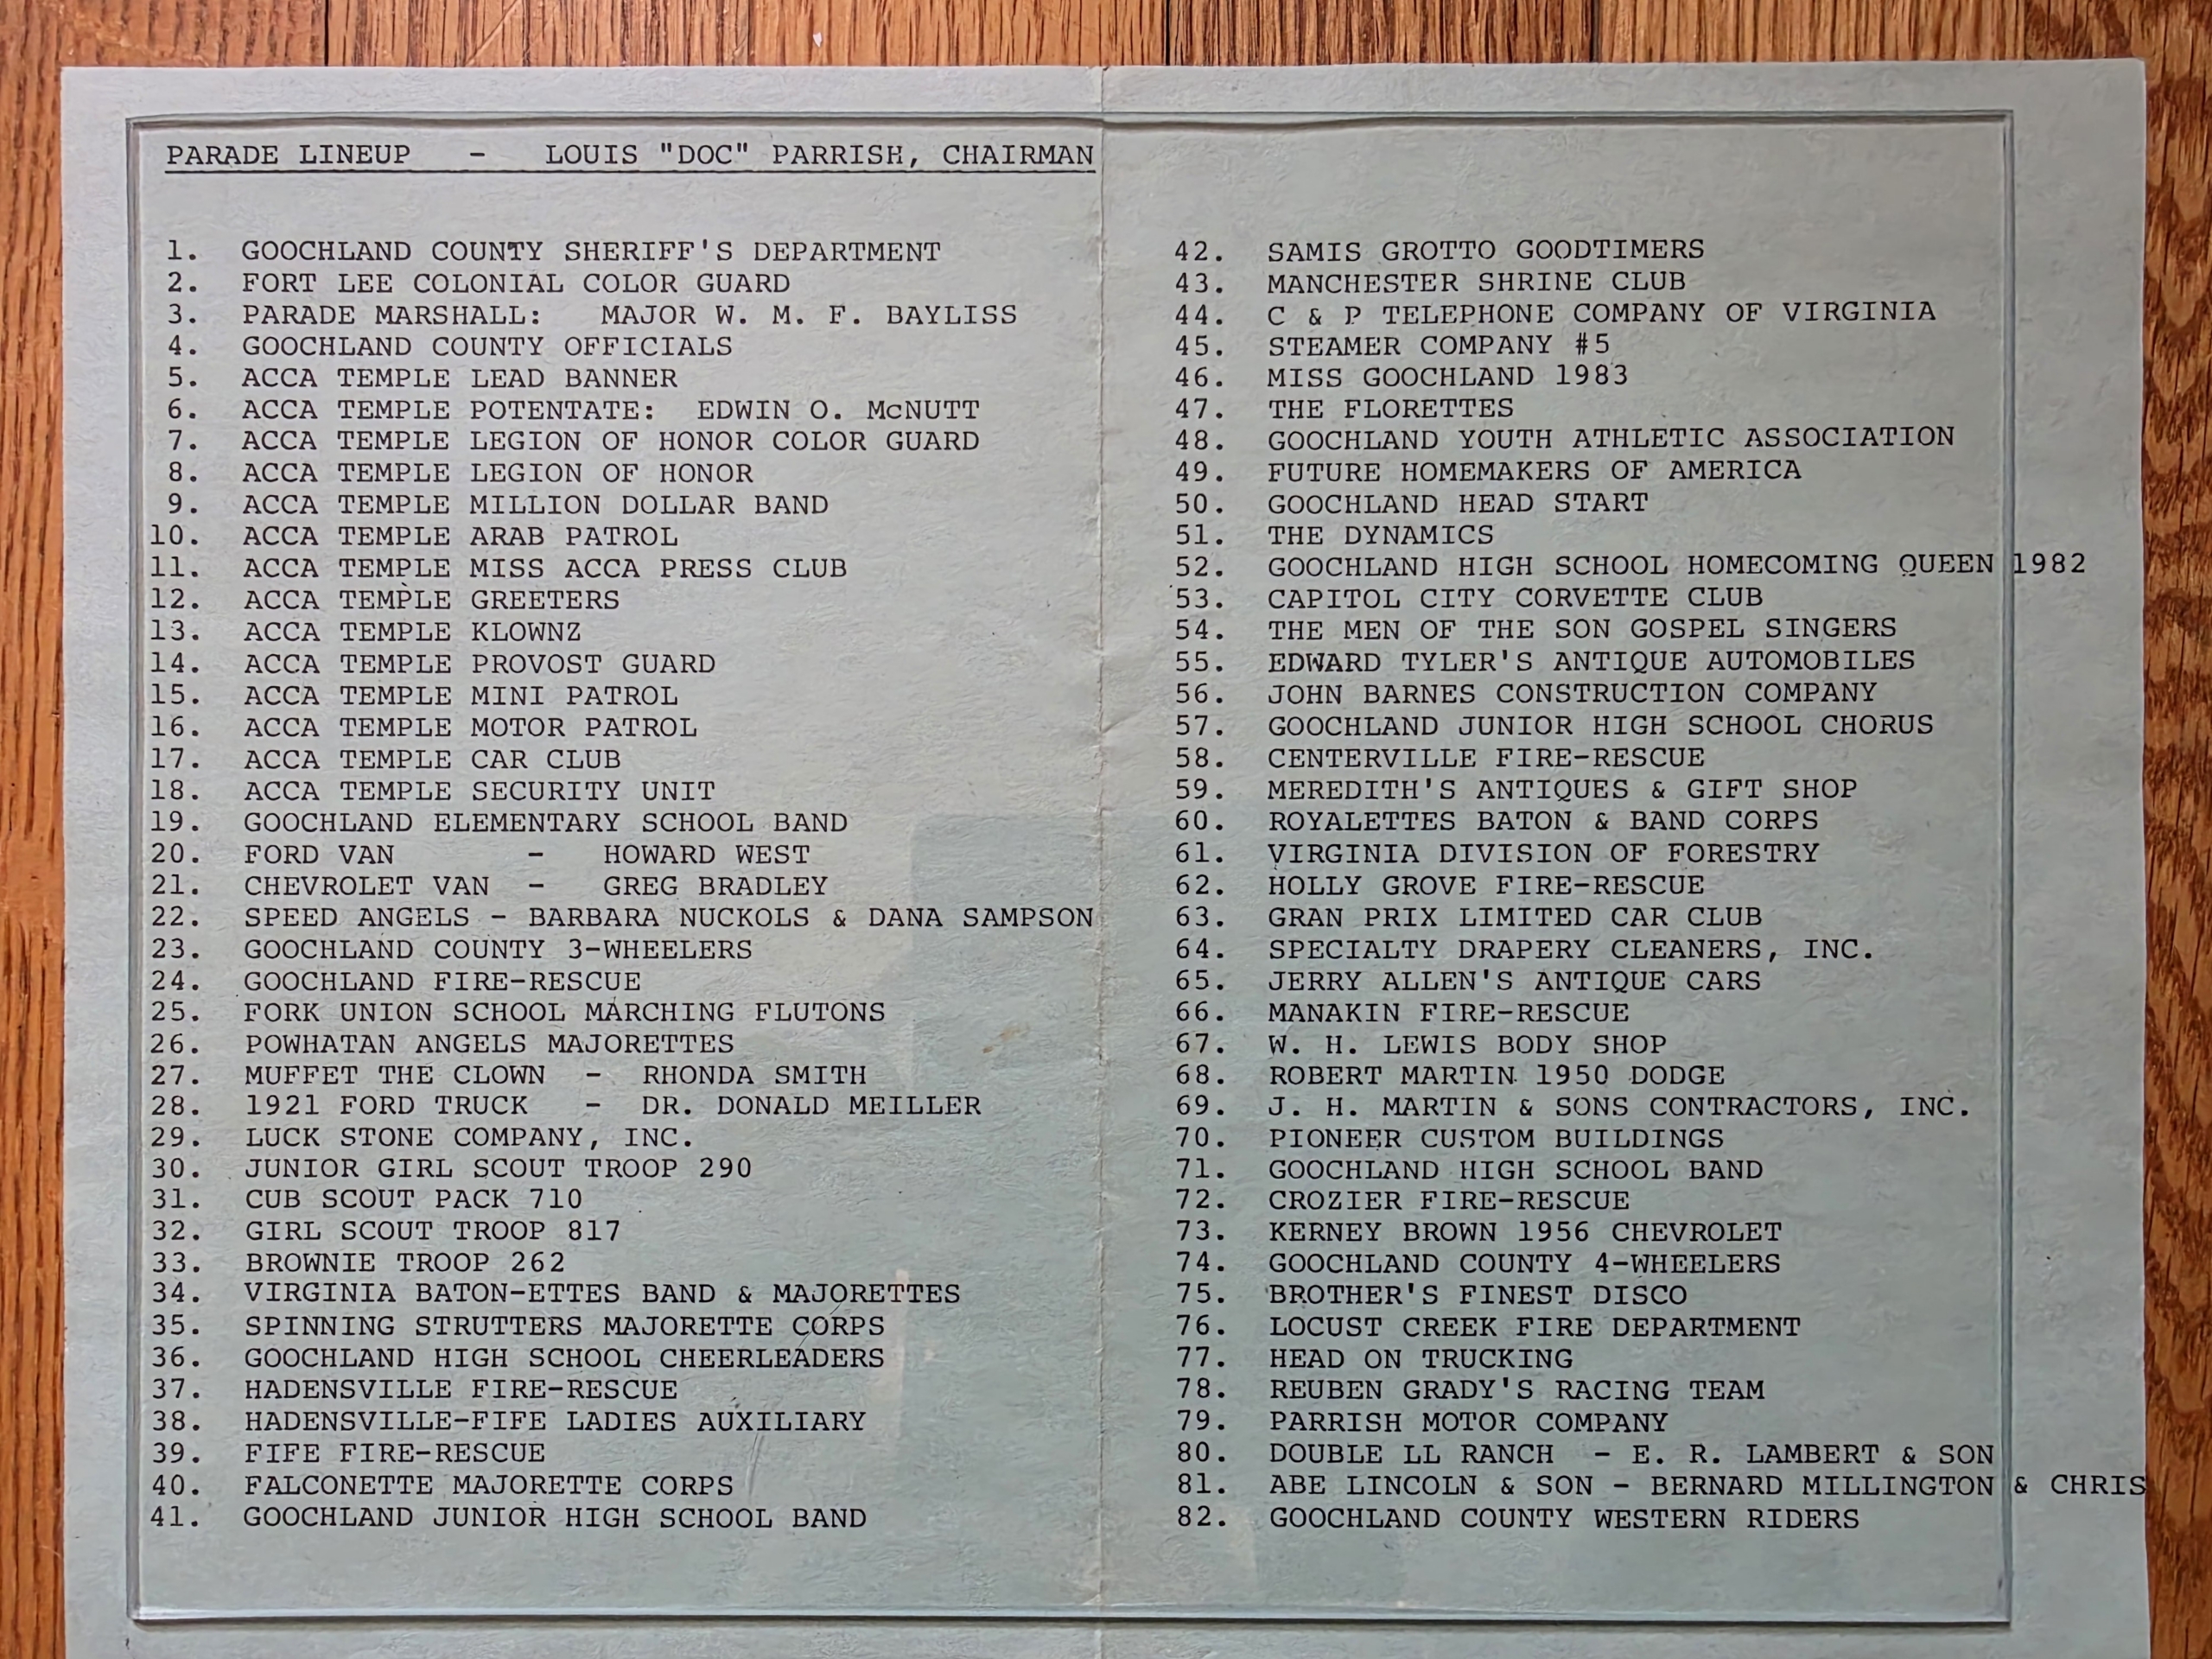 PARADE LINEUP - LOUIS "DOC" PARRISH, CHAIRMAN
1. GOOCHLAND COUNTY SHERIFF'S DEPARTMENT
2. FORT LEE COLONIAL COLOR GUARD
3. PARADE MARSHALL: MAJOR W. M. F. BAYLISS
4. GOOCHLAND COUNTY OFFICIALS
5. ACCA TEMPLE LEAD BANNER
6. ACCA TEMPLE POTENTATE: EDWIN O. McNUTT
7. ACCA TEMPLE LEGION OF HONOR COLOR GUARD
8. ACCA TEMPLE LEGION OF HONOR
9. ACCA TEMPLE MILLION DOLLAR BAND
10. ACCA TEMPLE ARAB PATROL
11. ACCA TEMPLE MISS ACCA PRESS CLUB
12. ACCA TEMPLE GREETERS
13. ACCA TEMPLE KLOWNZ
14. ACCA TEMPLE PROVOST GUARD
15. ACCA TEMPLE MINI PATROL
16. ACCA TEMPLE MOTOR PATROL
17. ACCA TEMPLE CAR CLUB
18. ACCA TEMPLE SECURITY UNIT
19. GOOCHLAND ELEMENTARY SCHOOL BAND
20. FORD VAN - HOWARD WEST
21. CHEVROLET VAN - GREG BRADLEY
22. SPEED ANGELS - BARBARA NUCKOLS & DANA SAMPSON
23. GOOCHLAND COUNTY 3-WHEELERS
24. GOOCHLAND FIRE-RESCUE
25. FORK UNION SCHOOL MARCHING FLUTONS
26. POWHATAN ANGELS MAJORETTES
27. MUFFET THE CLOWN - RHONDA SMITH
28. 1921 FORD TRUCK - DR. DONALD MEILLER
29. LUCK STONE COMPANY, INC.
30. JUNIOR GIRL SCOUT TROOP 290
31. CUB SCOUT PACK 710
32. GIRL SCOUT TROOP 817
33. BROWNIE TROOP 262
34. VIRGINIA BATON-ETTES BAND & MAJORETTES
35. SPINNING STRUTTERS MAJORETTE CORPS
36. GOOCHLAND HIGH SCHOOL CHEERLEADERS
37. HADENSVILLE FIRE-RESCUE
38. HADENSVILLE-FIFE LADIES AUXILIARY
39. FIFE FIRE-RESCUE
40. FALCONETTE MAJORETTE CORPS
41. GOOCHLAND JUNIOR HIGH SCHOOL BAND
42. SAMIS GROTTO GOODTIMERS
43. MANCHESTER SHRINE CLUB
44. C & P TELEPHONE COMPANY OF VIRGINIA
45. STEAMER COMPANY #5
46. MISS GOOCHLAND 1983
47. THE FLORETTES
48. GOOCHLAND YOUTH ATHLETIC ASSOCIATION
49. FUTURE HOMEMAKERS OF AMERICA
50. GOOCHLAND HEAD START
51. THE DYNAMICS
52. GOOCHLAND HIGH SCHOOL HOMECOMING QUEEN 1982
53. CAPITOL CITY CORVETTE CLUB
54. THE MEN OF THE SON GOSPEL SINGERS
55. EDWARD TYLER'S ANTIQUE AUTOMOBILES
56. JOHN BARNES CONSTRUCTION COMPANY
57. GOOCHLAND JUNIOR HIGH SCHOOL CHORUS
58. CENTERVILLE FIRE-RESCUE
59. MEREDITH'S ANTIQUES & GIFT SHOP
60. ROYALETTES BATON & BAND CORPS
61. VIRGINIA DIVISION OF FORESTRY
62. HOLLY GROVE FIRE-RESCUE
63. GRAN PRIX LIMITED CAR CLUB
64. SPECIALTY DRAPERY CLEANERS, INC.
65. JERRY ALLEN'S ANTIQUE CARS
66. MANAKIN FIRE-RESCUE
67. W. H. LEWIS BODY SHOP
68. ROBERT MARTIN 1950 DODGE
69. J. H. MARTIN & SONS CONTRACTORS, INC.
70. PIONEER CUSTOM BUILDINGS
71. GOOCHLAND HIGH SCHOOL BAND
72. CROZIER FIRE-RESCUE
73. KERNEY BROWN 1956 CHEVROLET
74. GOOCHLAND COUNTY 4-WHEELERS
75. BROTHER'S FINEST DISCO
76. LOCUST CREEK FIRE DEPARTMENT
77. HEAD ON TRUCKING
78. REUBEN GRADY'S RACING TEAM
79. PARRISH MOTOR COMPANY
80. DOUBLE LL RANCH - E. R. LAMBERT & SON
81. ABE LINCOLN & SON - BERNARD MILLINGTON & CHRIS
82. GOOCHLAND COUNTY WESTERN RIDERS